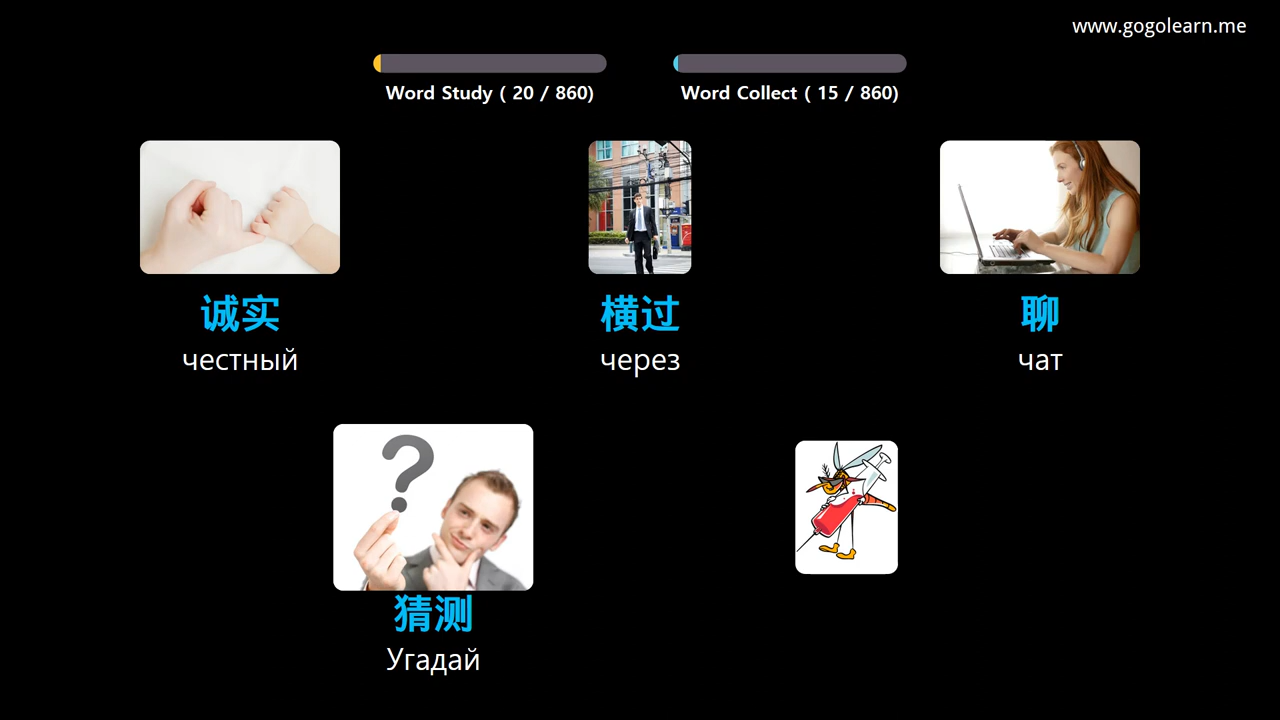 www.gogolearn.me
Word Study ( 20 / 860)
Word Collect ( 15 / 860)
诚实
横过
聊
честный
через
чат
猜测
Угадай